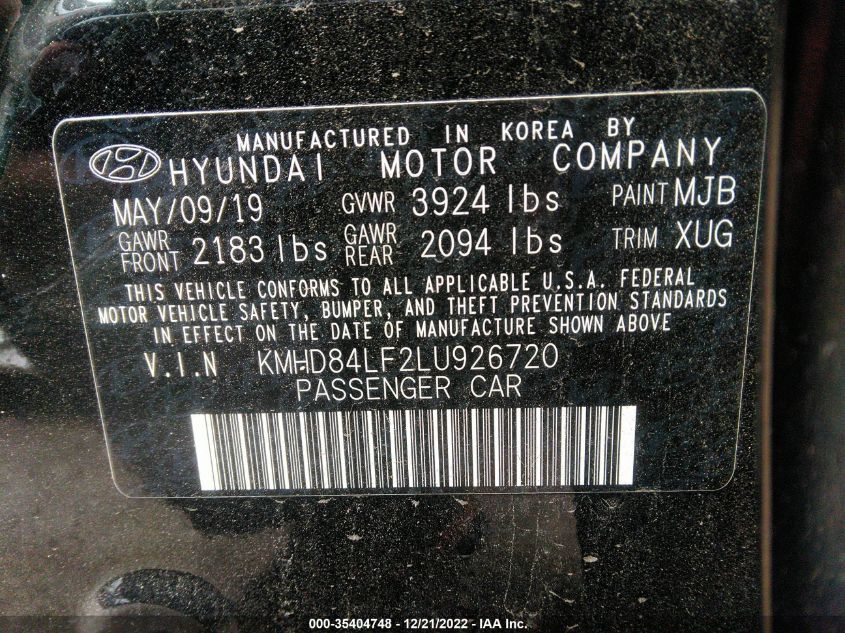 MANUFACTURED IN KOREA BY
HYUNDAI MOTOR COMPANY
MAY/09/19 GVWR 3924 lbs PAINT MJB
GAWR FRONT 2183 lbs GAWR REAR 2094 lbs TRIM XUG
THIS VEHICLE CONFORMS TO ALL APPLICABLE U.S.A. FEDERAL
MOTOR VEHICLE SAFETY, BUMPER, AND THEFT PREVENTION STANDARDS
IN EFFECT ON THE DATE OF MANUFACTURE SHOWN ABOVE
V.I.N KMHD84LF2LU926720
PASSENGER CAR
000-35404748 - 12/21/2022 - IAA Inc.